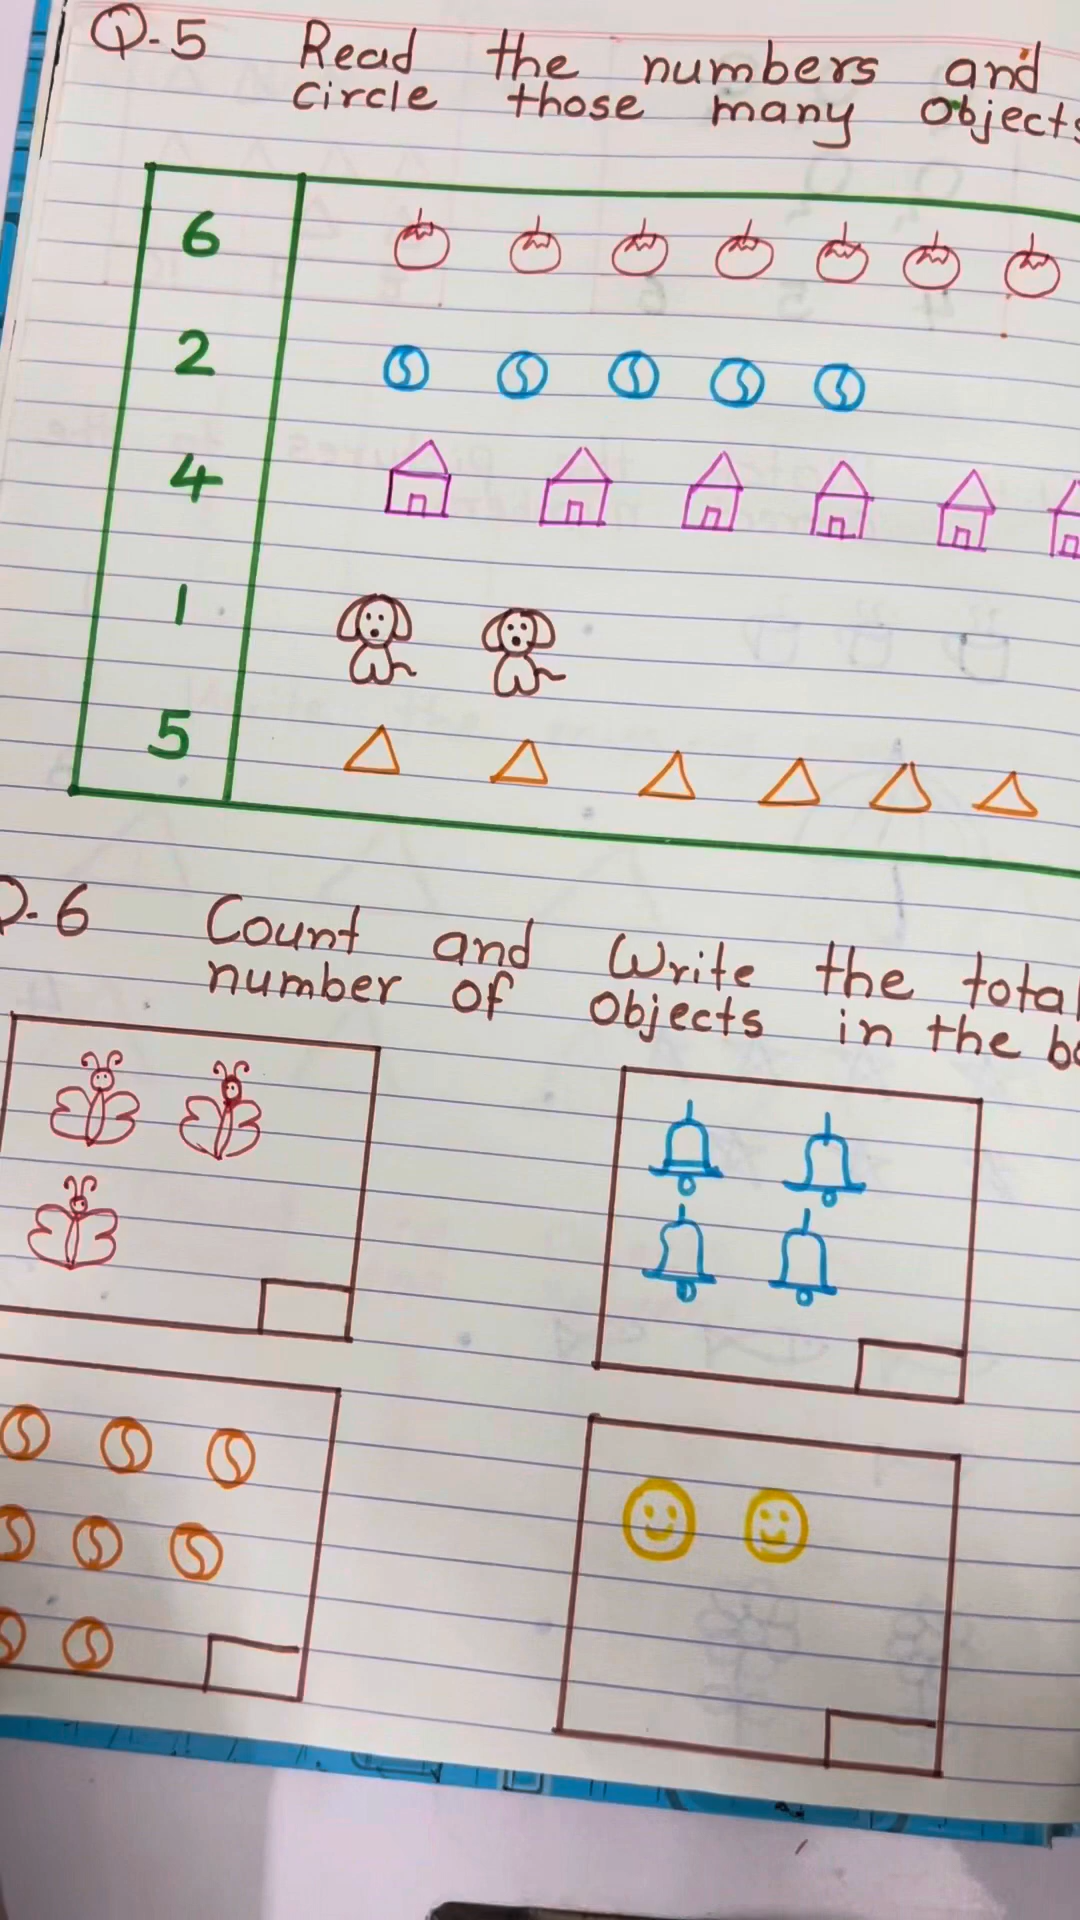 Q.5 Read the numbers and
circle those many Objects
6
2
4
1
5
Q.6 Count and Write the total
number of Objects in the